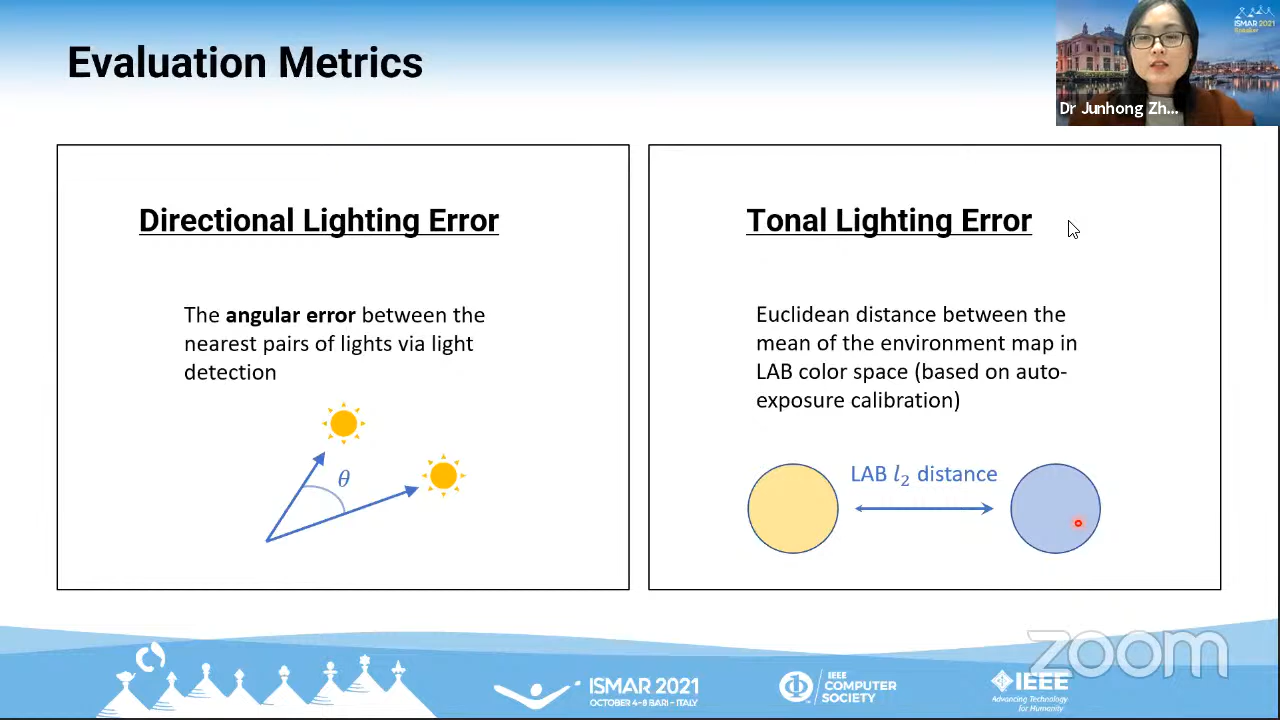 Evaluation Metrics
ISMAR 2021
Speaker
Dr Junhong Zh...
Directional Lighting Error
The angular error between the
nearest pairs of lights via light
detection
θ
Tonal Lighting Error
Euclidean distance between the
mean of the environment map in
LAB color space (based on auto-
exposure calibration)
LAB l₂ distance
zoom
ISMAR 2021
OCTOBER 4-8 BARI - ITALY
IEEE
COMPUTER
SOCIETY
IEEE
Advancing Technology
for Humanity